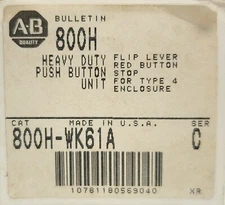 A-B
QUALITY
BULLETIN
800H
HEAVY DUTY
PUSH BUTTON
UNIT
FLIP LEVER
RED BUTTON
STOP
FOR TYPE 4
ENCLOSURE
CAT MADE IN U.S.A. SER
800H-WK61A C
10781180569040 XR